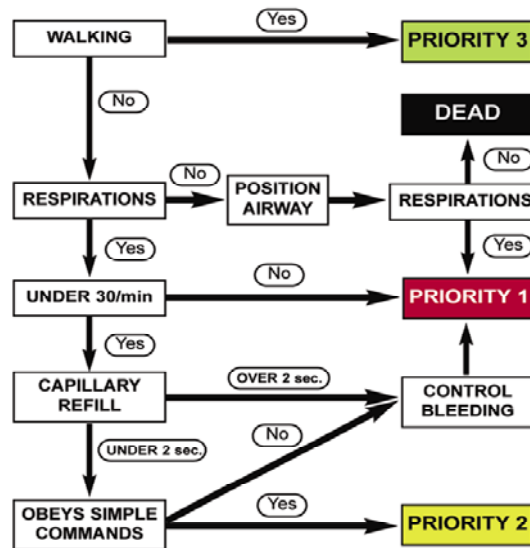 WALKING
Yes
PRIORITY 3
No
DEAD
No
No
RESPIRATIONS
POSITION
AIRWAY
RESPIRATIONS
Yes
Yes
UNDER 30/min
No
PRIORITY 1
Yes
CAPILLARY
REFILL
OVER 2 sec.
CONTROL
BLEEDING
No
UNDER 2 sec.
OBEYS SIMPLE
COMMANDS
Yes
PRIORITY 2